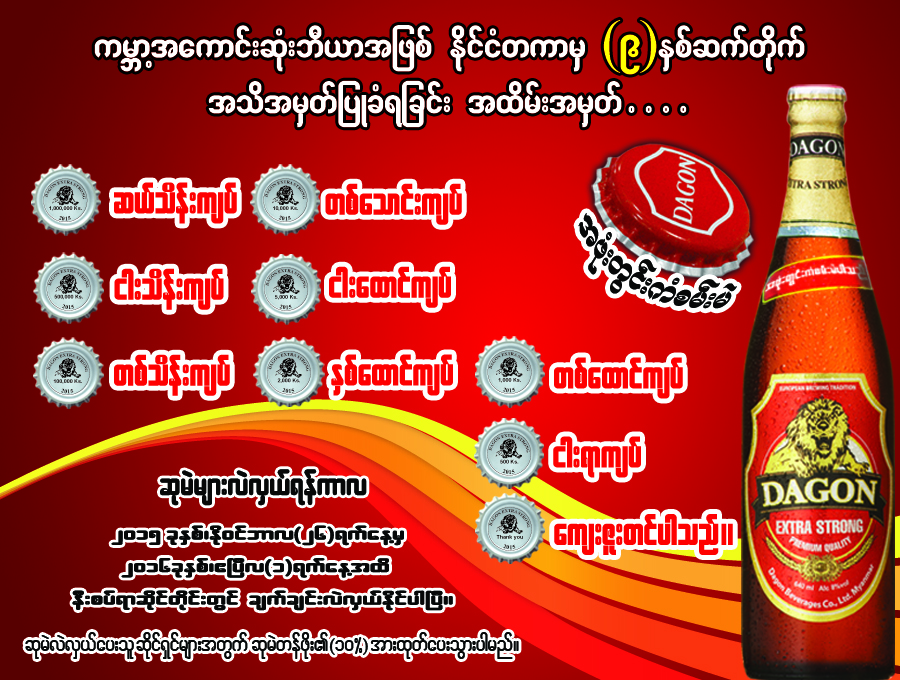 ကမ္ဘာ့အကောင်းဆုံးဘီယာအဖြစ် နိုင်ငံတကာမှ (၉)နှစ်ဆက်တိုက်
အသိအမှတ်ပြုခံရခြင်း အထိမ်းအမှတ်....
DAGON
အဖုံးတွင်းကံစမ်းမဲ
DAGON EXTRA STRONG
1,000,000 Ks.
2015
ဆယ်သိန်းကျပ်
DAGON EXTRA STRONG
10,000 Ks.
2015
တစ်သောင်းကျပ်
DAGON EXTRA STRONG
500,000 Ks.
2015
ငါးသိန်းကျပ်
DAGON EXTRA STRONG
5,000 Ks.
2015
ငါးထောင်ကျပ်
DAGON EXTRA STRONG
100,000 Ks.
2015
တစ်သိန်းကျပ်
DAGON EXTRA STRONG
2,000 Ks.
2015
နှစ်ထောင်ကျပ်
DAGON EXTRA STRONG
1,000 Ks.
2015
တစ်ထောင်ကျပ်
DAGON EXTRA STRONG
500 Ks.
2015
ငါးရာကျပ်
DAGON EXTRA STRONG
Thank you
2015
ကျေးဇူးတင်ပါသည်။
ဆုမဲများလဲလှယ်ရန်ကာလ
၂၀၁၅ ခုနှစ်၊နိုဝင်ဘာလ(၂၆)ရက်နေ့မှ
၂၀၁၆ခုနှစ်၊ဧပြီလ(၁)ရက်နေ့အထိ
နီးစပ်ရာဆိုင်တိုင်းတွင် ချက်ချင်းလဲလှယ်နိုင်ပါပြီ။
ဆုမဲလဲလှယ်ပေးသူ ဆိုင်ရှင်များအတွက် ဆုမဲတန်ဖိုး၏ (၁၀%) အားထုတ်ပေးသွားပါမည်။
DAGON
EXTRA STRONG
EUROPEAN BREWING TRADITION
DAGON
EXTRA STRONG
PREMIUM QUALITY
640 ml Alc 8%vol
Dagon Beverages Co., Ltd. Myanmar